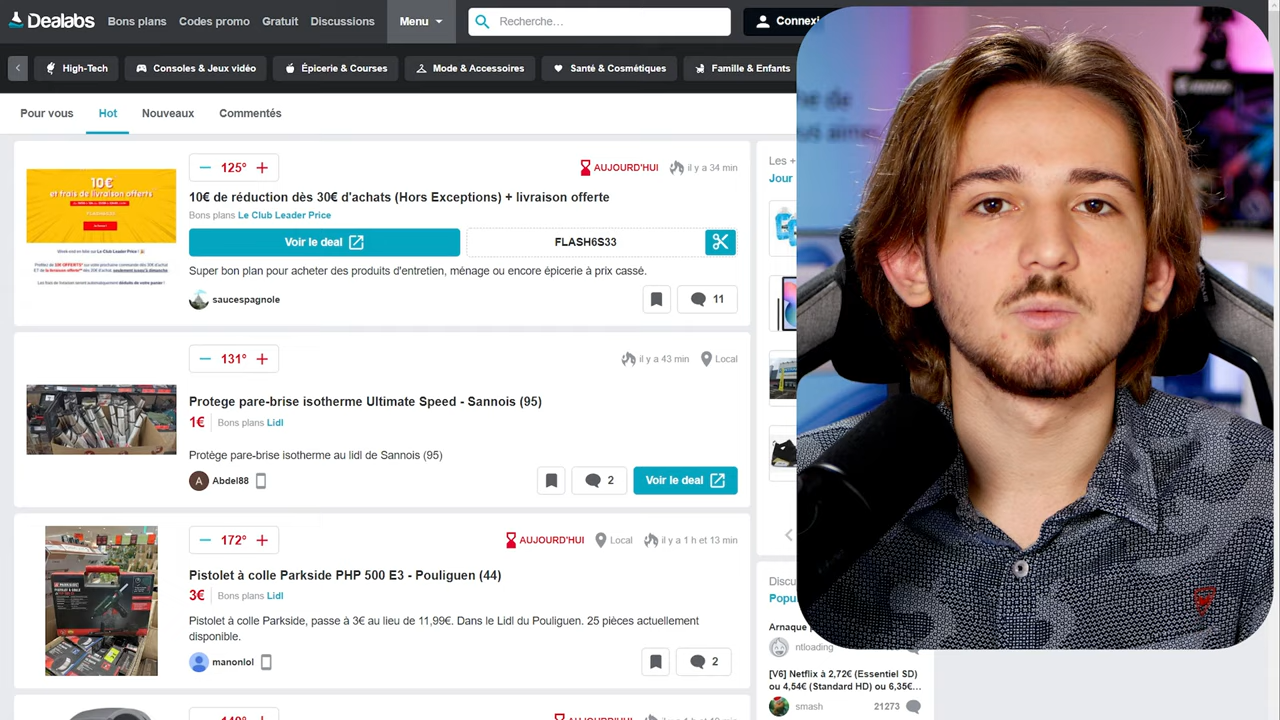 Dealabs
Bons plans
Codes promo
Gratuit
Discussions
Menu
Recherche…
Connexi
High-Tech
Consoles & Jeux vidéo
Épicerie & Courses
Mode & Accessoires
Santé & Cosmétiques
Famille & Enfants
Pour vous
Hot
Nouveaux
Commentés
125°
AUJOURD'HUI
il y a 34 min
10€
et frais de livraison offerts
10€ de réduction dès 30€ d'achats (Hors Exceptions) + livraison offerte
Bons plans Le Club Leader Price
Voir le deal
FLASH6S33
Super bon plan pour acheter des produits d'entretien, ménage ou encore épicerie à prix cassé.
saucespagnole
11
131°
il y a 43 min
Local
Protege pare-brise isotherme Ultimate Speed - Sannois (95)
1€
Bons plans Lidl
Protège pare-brise isotherme au lidl de Sannois (95)
A
Abdel88
2
Voir le deal
172°
AUJOURD'HUI
Local
il y a 1 h et 13 min
Pistolet à colle Parkside PHP 500 E3 - Pouliguen (44)
3€
Bons plans Lidl
Pistolet à colle Parkside, passe à 3€ au lieu de 11,99€. Dans le Lidl du Pouliguen. 25 pièces actuellement
disponible.
manonlol
2
Les +
Jour
Discu
Popu
Arnaque
ntloading
[V6] Netflix à 2,72€ (Essentiel SD)
ou 4,54€ (Standard HD) ou 6,35€…
smash
21273